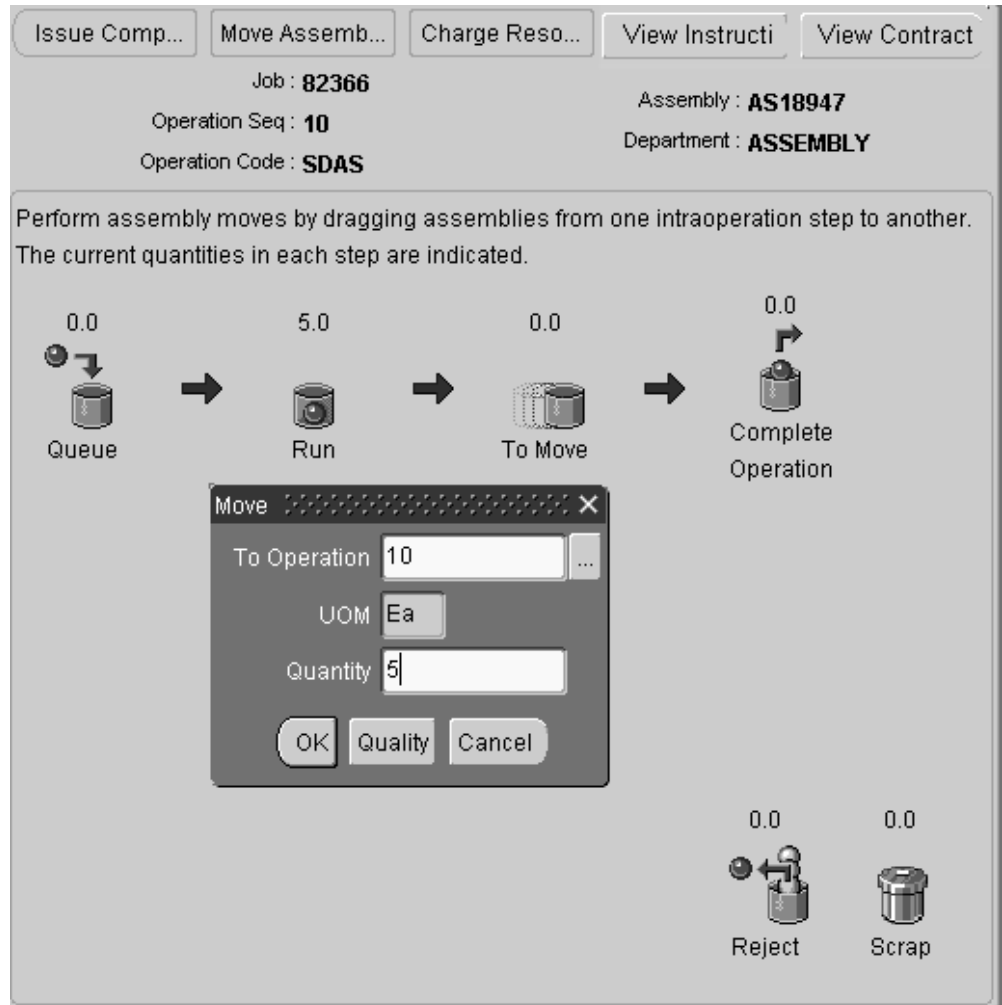 Issue Comp...
Move Assemb...
Charge Reso...
View Instructi
View Contract
Job : 82366
Assembly : AS18947
Operation Seq : 10
Department : ASSEMBLY
Operation Code : SDAS
Perform assembly moves by dragging assemblies from one intraoperation step to another.
The current quantities in each step are indicated.
0.0
5.0
0.0
0.0
Queue
Run
To Move
Complete
Operation
Move
To Operation 10 ...
UOM Ea
Quantity 5
OK
Quality
Cancel
0.0
0.0
Reject
Scrap